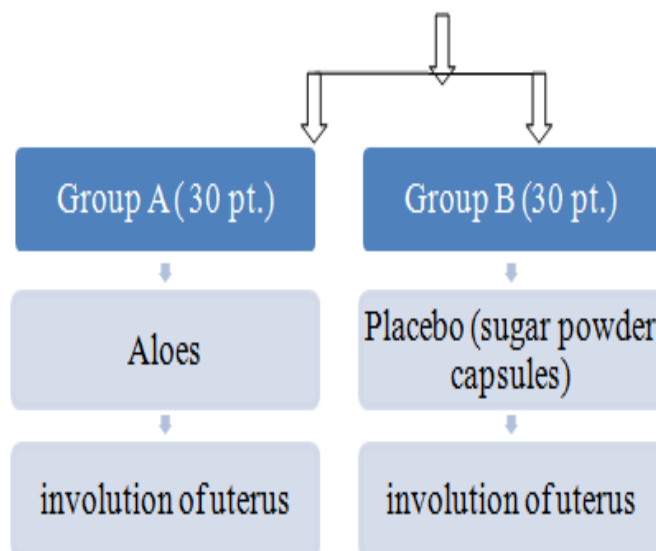 Group A ( 30 pt.)
Group B (30 pt.)
Aloes
Placebo (sugar powder
capsules)
involution of uterus
involution of uterus